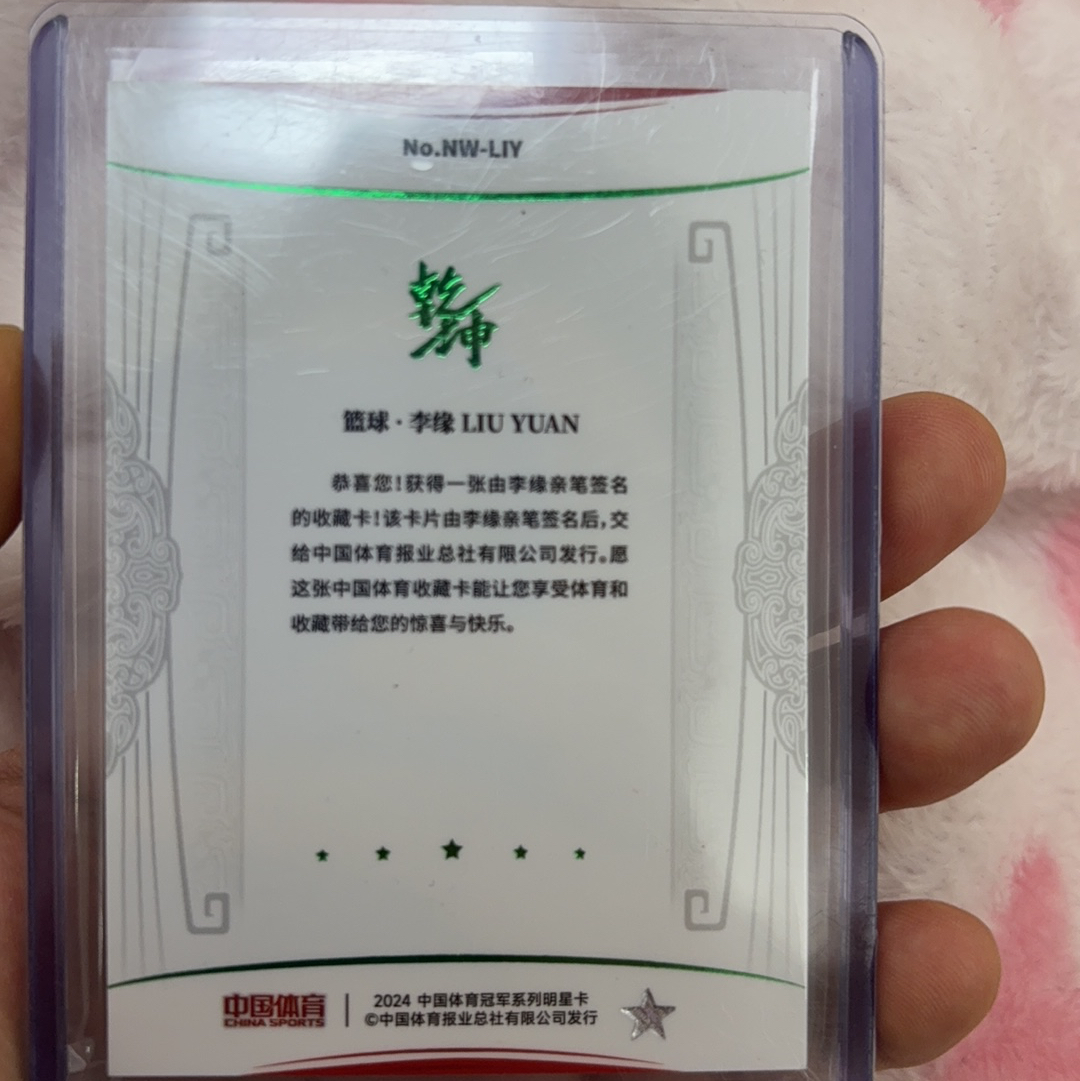 No.NW-LIY
乾坤
篮球·李缘 LIU YUAN
恭喜您!获得一张由李缘亲笔签名
的收藏卡!该卡片由李缘亲笔签名后,交
给中国体育报业总社有限公司发行。愿
这张中国体育收藏卡能让您享受体育和
收藏带给您的惊喜与快乐。
中国体育
CHINA SPORTS
2024 中国体育冠军系列明星卡
©中国体育报业总社有限公司发行